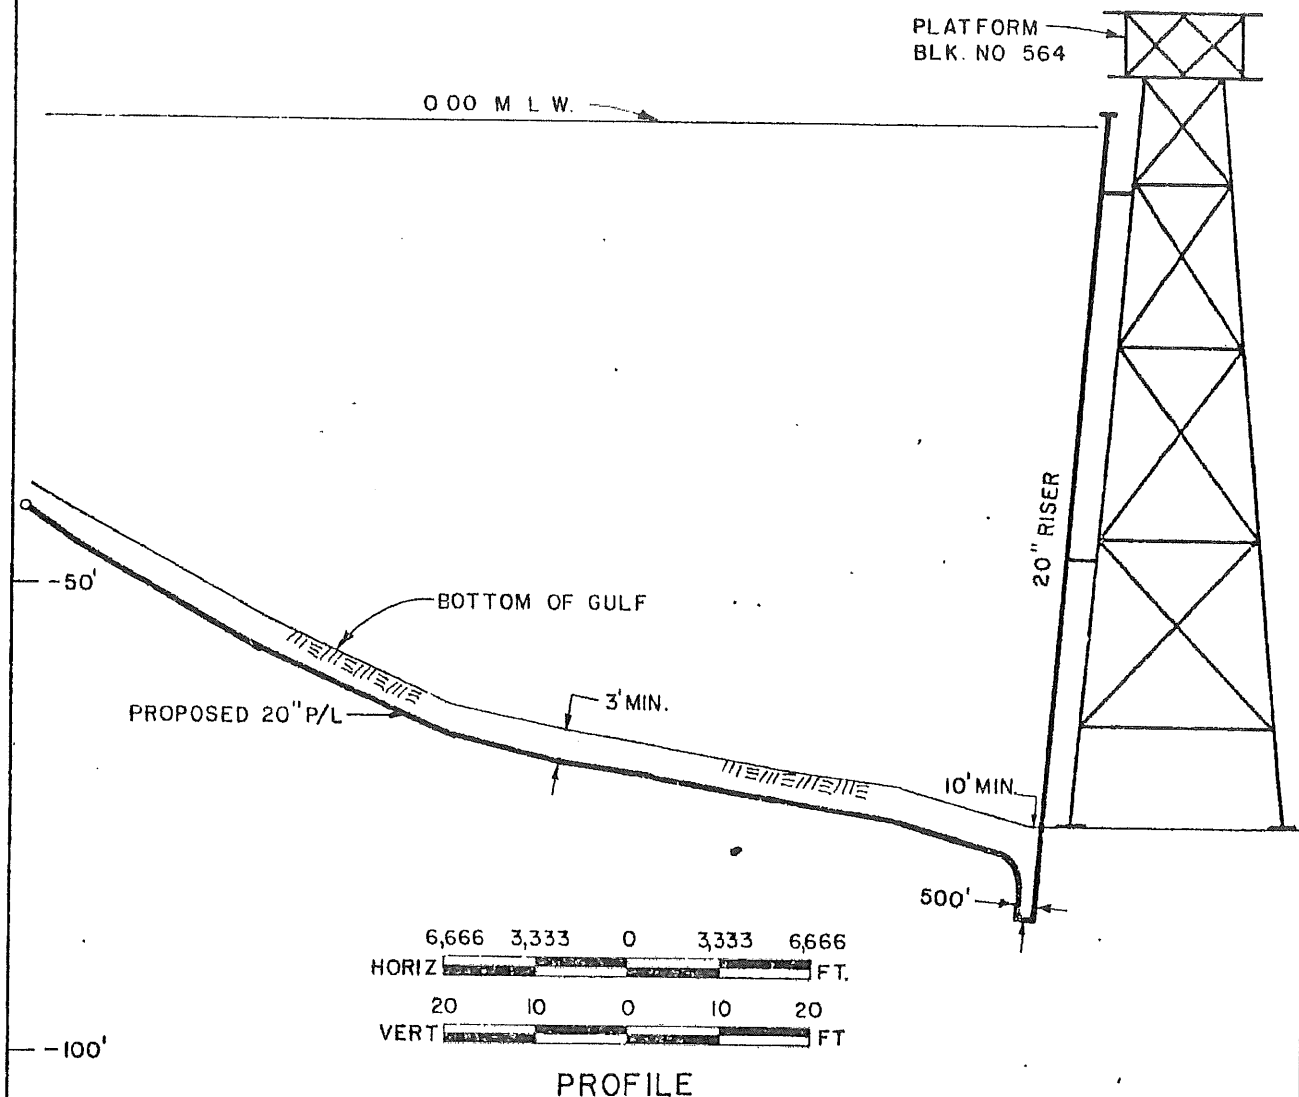 PLATFORM
BLK. NO 564
0.00 M L W.
20" RISER
-50'
BOTTOM OF GULF
3' MIN.
PROPOSED 20" P/L
10' MIN.
500'
6,666 3,333 0 3,333 6,666
HORIZ FT.
20 10 0 10 20
VERT FT
-100'
PROFILE